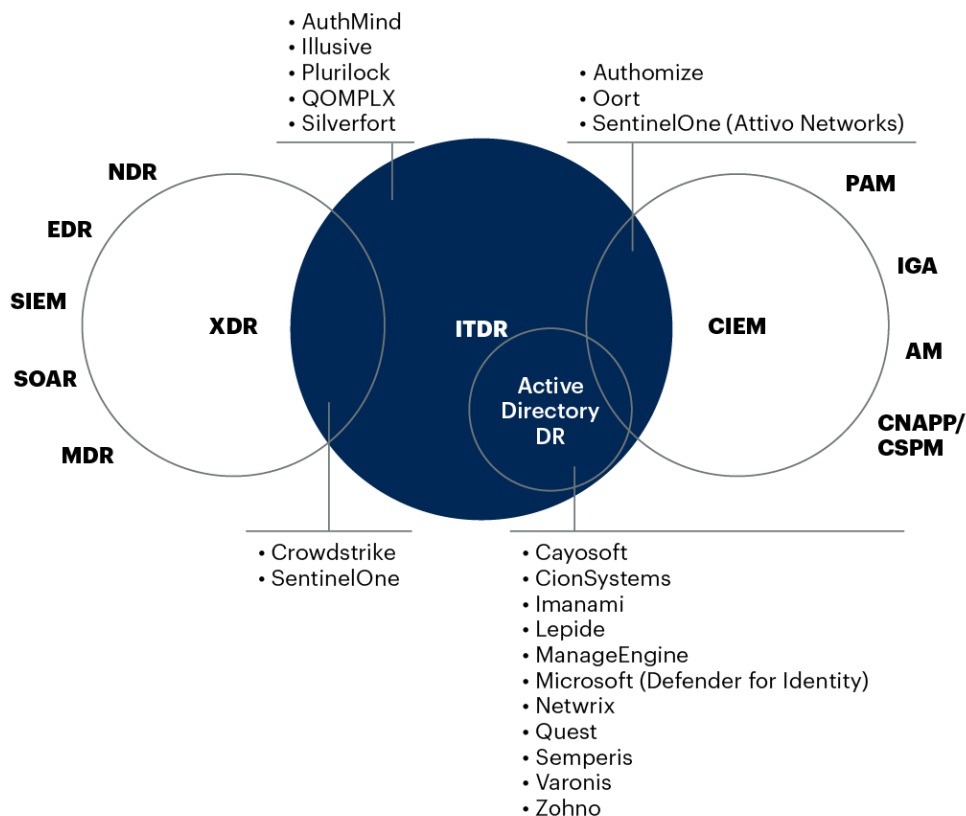 • AuthMind
• Illusive
• Plurilock
• QOMPLX
• Silverfort
• Authomize
• Oort
• SentinelOne (Attivo Networks)
NDR
EDR
SIEM
SOAR
MDR
XDR
ITDR
Active
Directory
DR
CIEM
PAM
IGA
AM
CNAPP/
CSPM
• Crowdstrike
• SentinelOne
• Cayosoft
• CionSystems
• Imanami
• Lepide
• ManageEngine
• Microsoft (Defender for Identity)
• Netwrix
• Quest
• Semperis
• Varonis
• Zohno